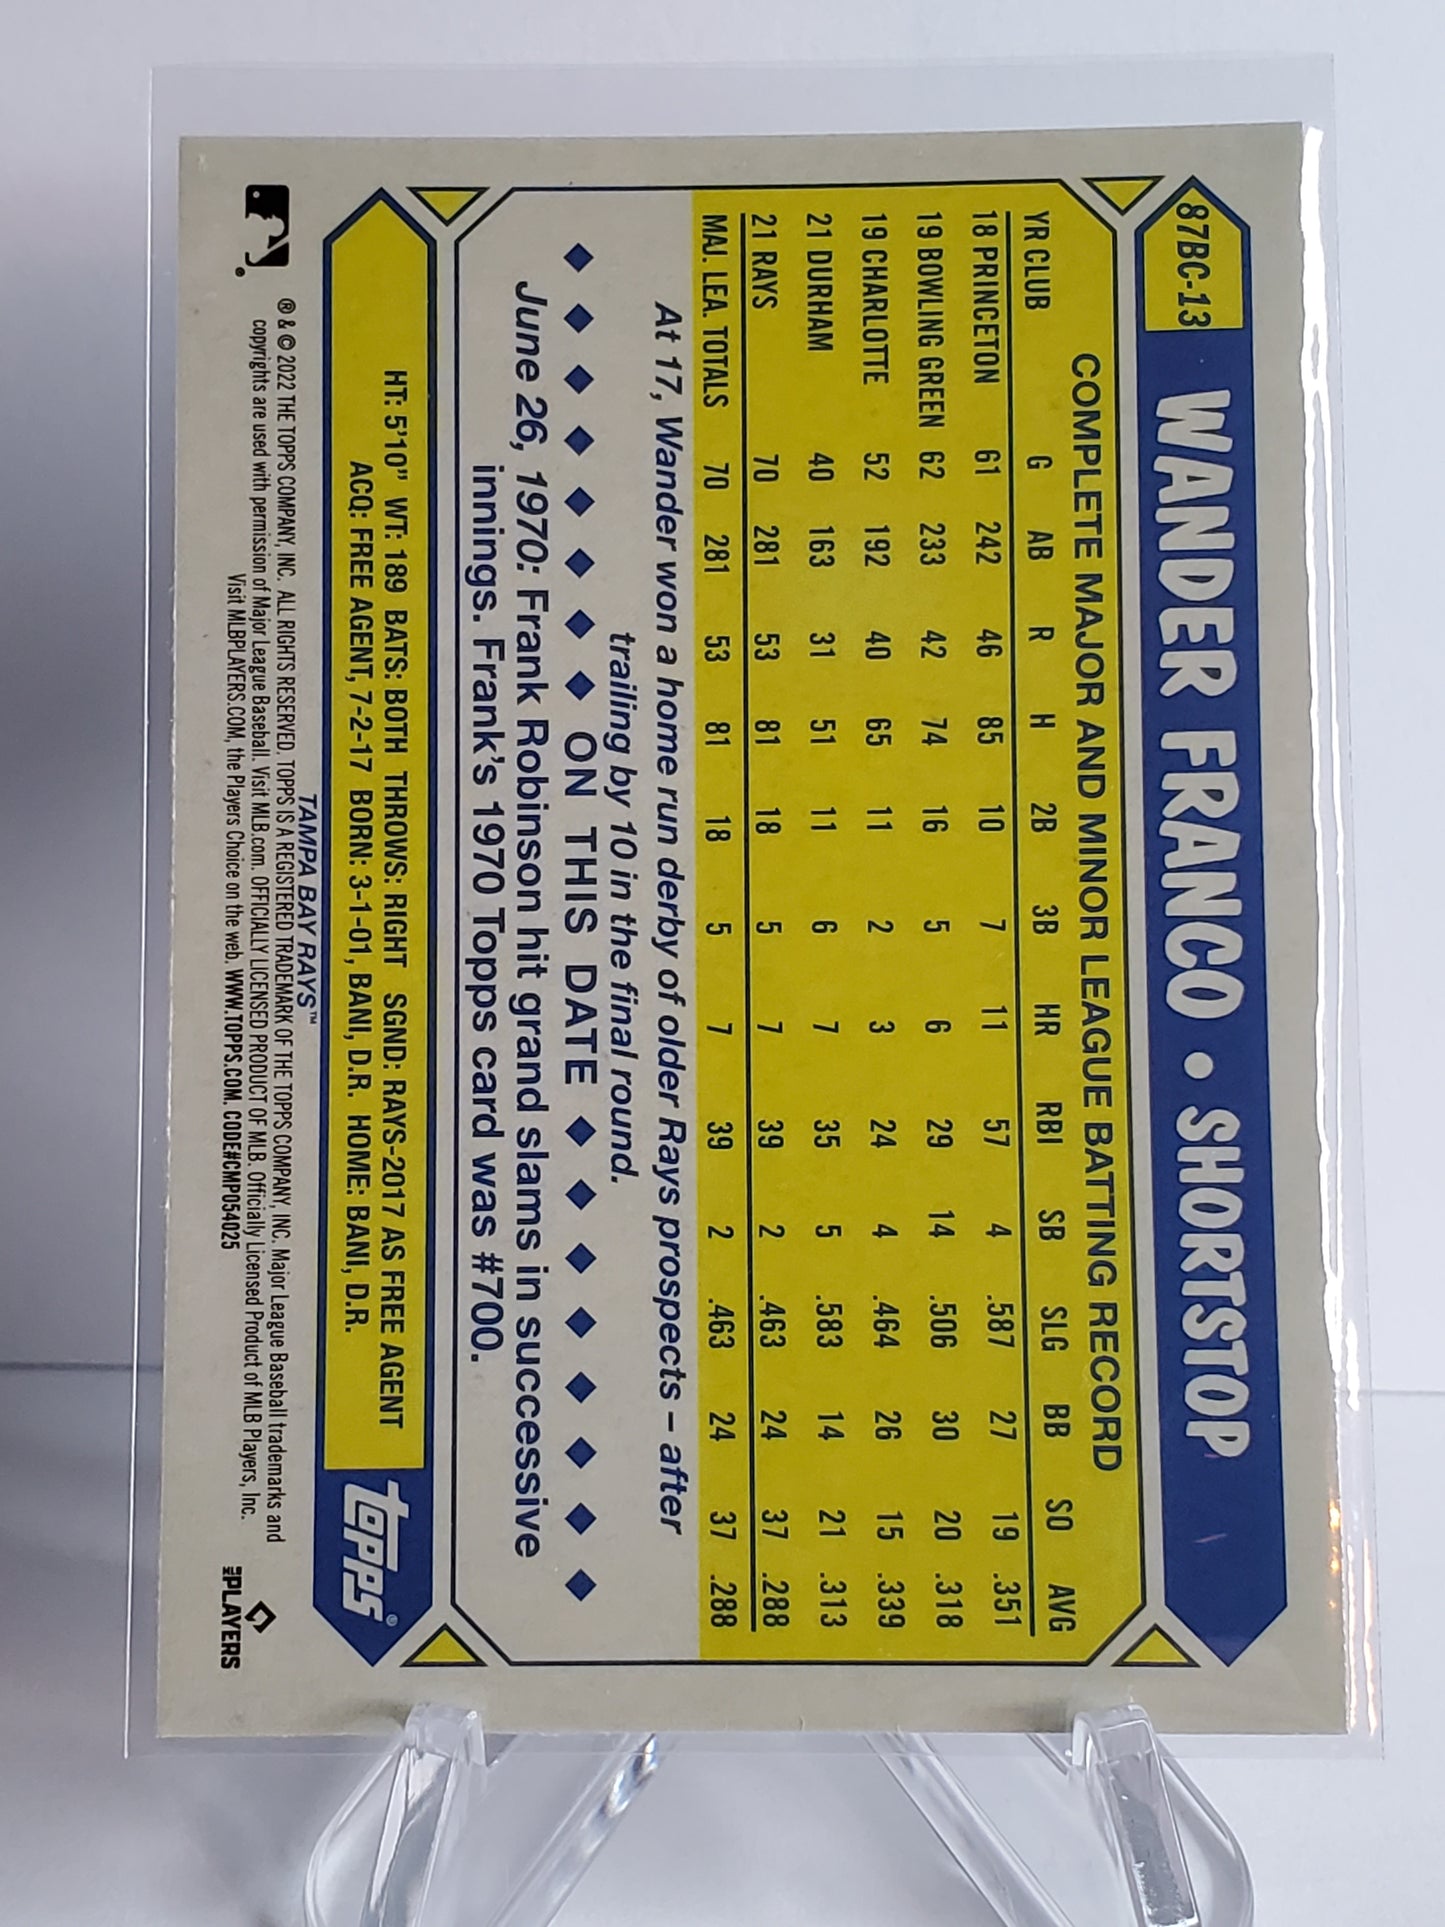 87BC-13 WANDER FRANCO • SHORTSTOP
COMPLETE MAJOR AND MINOR LEAGUE BATTING RECORD
YR CLUB G AB R H 2B 3B HR RBI SB SLG BB SO AVG
18 PRINCETON 61 242 46 85 10 7 11 57 4 .587 27 19 .351
19 BOWLING GREEN 62 233 42 74 16 5 6 29 14 .506 30 20 .318
19 CHARLOTTE 52 192 40 65 11 2 3 24 4 .464 26 15 .339
21 DURHAM 40 163 31 51 11 6 7 35 5 .583 14 21 .313
21 RAYS 70 281 53 81 18 5 7 39 2 .463 24 37 .288
MAJ. LEA. TOTALS 70 281 53 81 18 5 7 39 2 .463 24 37 .288
At 17, Wander won a home run derby of older Rays prospects – after
trailing by 10 in the final round.
◆ ◆ ◆ ◆ ◆ ◆ ◆ ◆ ON THIS DATE ◆ ◆ ◆ ◆ ◆ ◆ ◆ ◆
June 26, 1970: Frank Robinson hit grand slams in successive
innings. Frank's 1970 Topps card was #700.
HT: 5'10" WT: 189 BATS: BOTH THROWS: RIGHT SGND: RAYS-2017 AS FREE AGENT
ACQ: FREE AGENT, 7-2-17 BORN: 3-1-01, BANI, D.R. HOME: BANI, D.R.
topps®
TAMPA BAY RAYS™
® & © 2022 THE TOPPS COMPANY, INC. ALL RIGHTS RESERVED. TOPPS IS A REGISTERED TRADEMARK OF THE TOPPS COMPANY, INC. Major League Baseball trademarks and
copyrights are used with permission of Major League Baseball. Visit MLB.com. OFFICIALLY LICENSED PRODUCT OF MLB. Officially Licensed Product of MLB Players, Inc.
Visit MLBPLAYERS.COM, the Players Choice on the web. WWW.TOPPS.COM. CODE#CMP054025
MLB PLAYERS